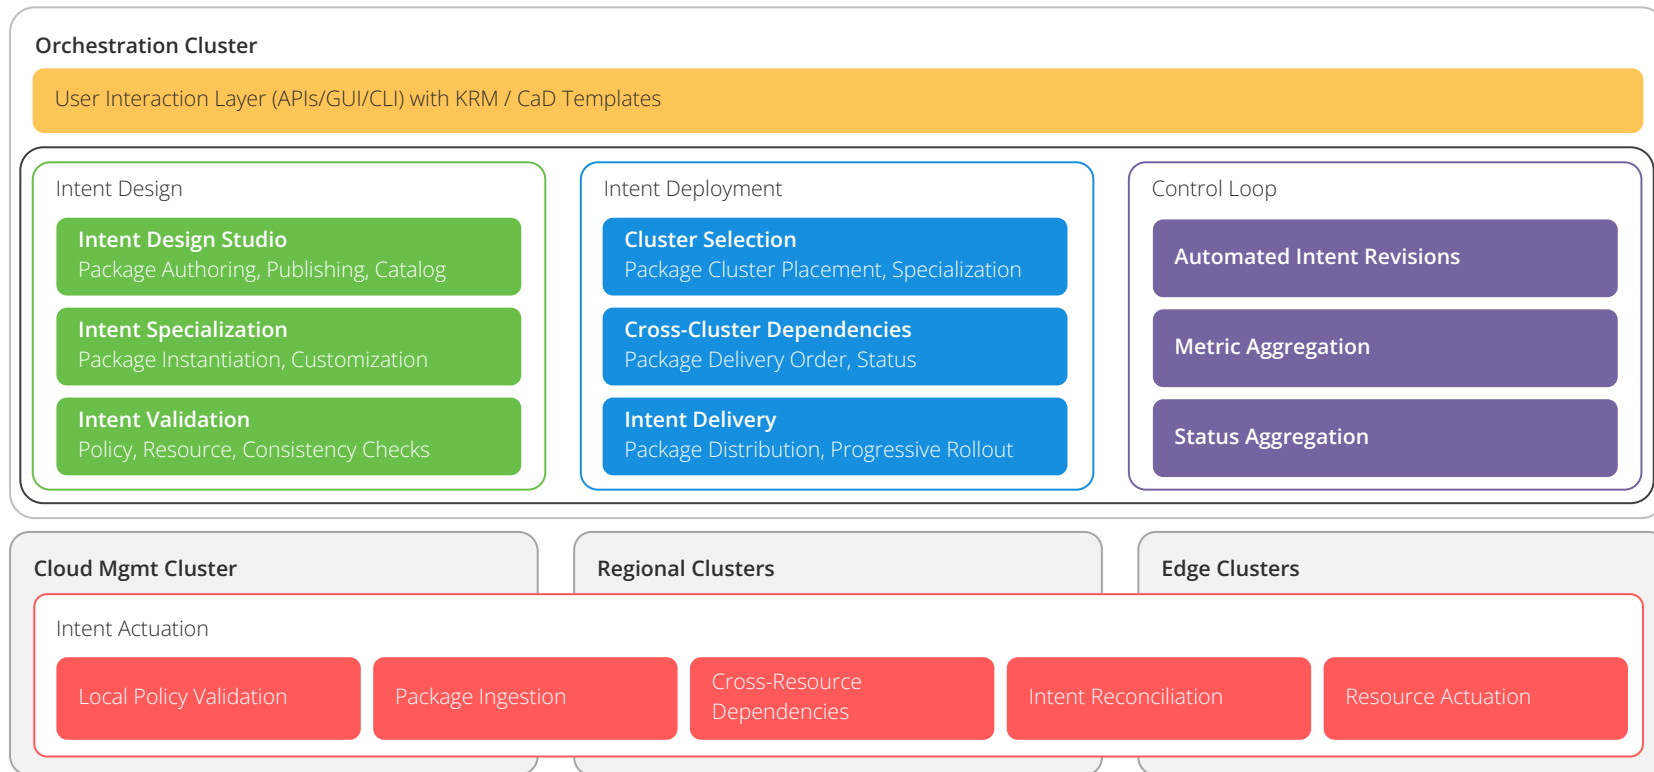 Orchestration Cluster
User Interaction Layer (APIs/GUI/CLI) with KRM / CaD Templates
Intent Design
Intent Design Studio
Package Authoring, Publishing, Catalog
Intent Specialization
Package Instantiation, Customization
Intent Validation
Policy, Resource, Consistency Checks
Intent Deployment
Cluster Selection
Package Cluster Placement, Specialization
Cross-Cluster Dependencies
Package Delivery Order, Status
Intent Delivery
Package Distribution, Progressive Rollout
Control Loop
Automated Intent Revisions
Metric Aggregation
Status Aggregation
Cloud Mgmt Cluster
Regional Clusters
Edge Clusters
Intent Actuation
Local Policy Validation
Package Ingestion
Cross-Resource
Dependencies
Intent Reconciliation
Resource Actuation